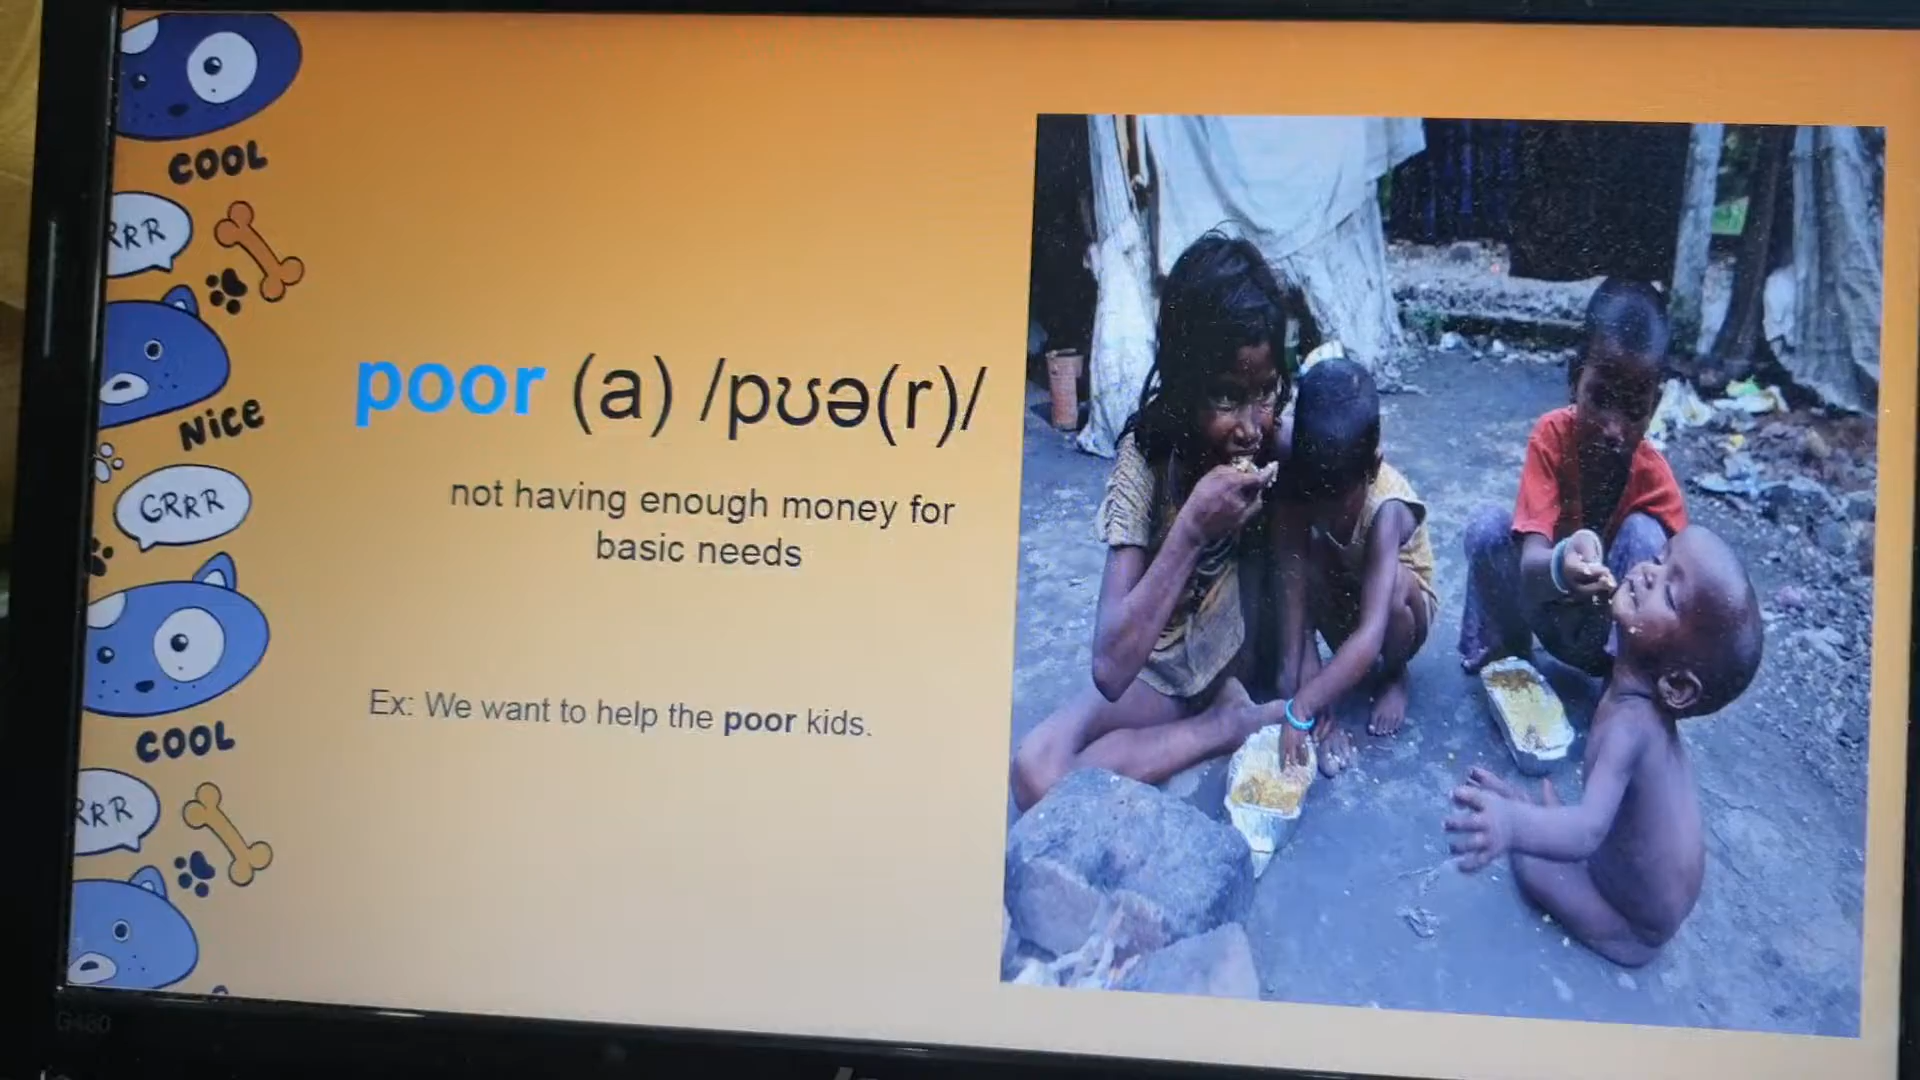 COOL
RRR
NICE
GRRR
COOL
RRR
poor (a) /pʊə(r)/
not having enough money for
basic needs
Ex: We want to help the poor kids.
G480